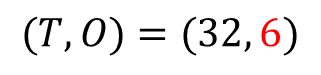 (T, O) = (32, 6)